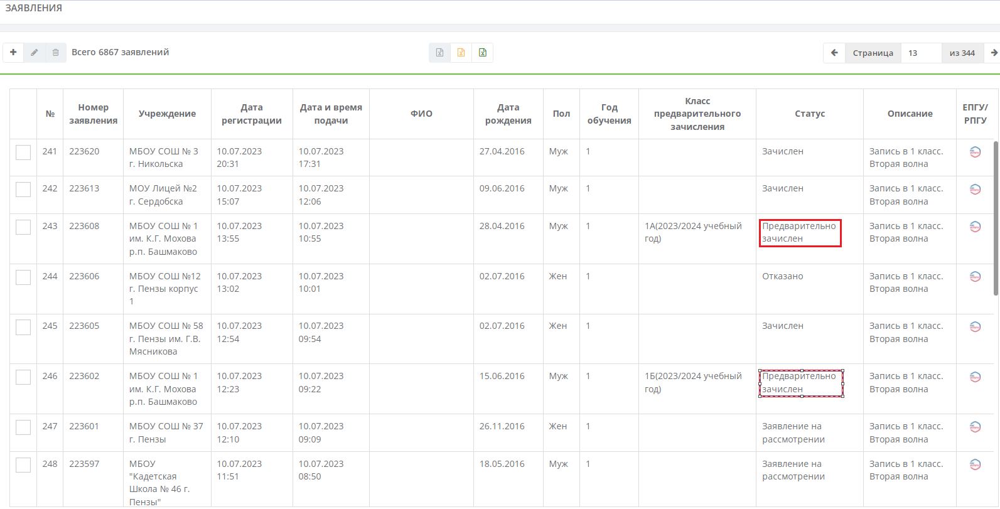 ЗАЯВЛЕНИЯ
Всего 6867 заявлений
Страница 13 из 344
№ Номер заявления Учреждение Дата регистрации Дата и время подачи ФИО Дата рождения Пол Год обучения Класс предварительного зачисления Статус Описание ЕПГУ/ РПГУ
241 223620 МБОУ СОШ № 3 10.07.2023 10.07.2023 27.04.2016 Муж 1 Зачислен Запись в 1 класс.
г. Никольска 20:31 17:31 Вторая волна
242 223613 МОУ Лицей №2 10.07.2023 10.07.2023 09.06.2016 Муж 1 Зачислен Запись в 1 класс.
г. Сердобска 15:07 12:06 Вторая волна
243 223608 МБОУ СОШ № 1 10.07.2023 10.07.2023 28.04.2016 Муж 1 1А(2023/2024 учебный Предварительно Запись в 1 класс.
им. К.Г. Мохова 13:55 10:55 год) зачислен Вторая волна
р.п. Башмаково
244 223606 МБОУ СОШ №12 10.07.2023 10.07.2023 02.07.2016 Жен 1 Отказано Запись в 1 класс.
г. Пензы корпус 13:02 10:01 Вторая волна
1
245 223605 МБОУ СОШ № 58 10.07.2023 10.07.2023 02.07.2016 Жен 1 Зачислен Запись в 1 класс.
г. Пензы им. Г.В. 12:54 09:54 Вторая волна
Мясникова
246 223602 МБОУ СОШ № 1 10.07.2023 10.07.2023 15.06.2016 Муж 1 1Б(2023/2024 учебный Предварительно Запись в 1 класс.
им. К.Г. Мохова 12:23 09:22 год) зачислен Вторая волна
р.п. Башмаково
247 223601 МБОУ СОШ № 37 10.07.2023 10.07.2023 26.11.2016 Жен 1 Заявление на Запись в 1 класс.
г. Пензы 12:10 09:09 рассмотрении Вторая волна
248 223597 МБОУ 10.07.2023 10.07.2023 18.05.2016 Муж 1 Заявление на Запись в 1 класс.
"Кадетская 11:51 08:50 рассмотрении Вторая волна
Школа № 46 г.
Пензы"